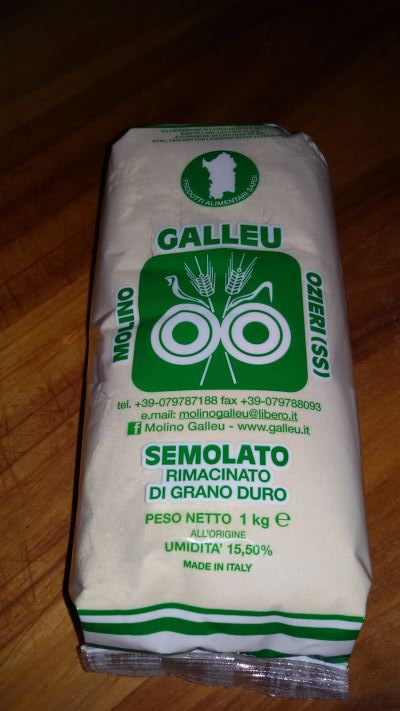 PRODOTTI ALIMENTARI SARDI
GALLEU
MOLINO
OZIERI (SS)
tel. +39-079787188 fax +39-079788093
e.mail: molinogalleu@libero.it
f Molino Galleu - www.galleu.it
SEMOLATO
RIMACINATO
DI GRANO DURO
PESO NETTO 1 kg e
ALL'ORIGINE
UMIDITA' 15,50%
MADE IN ITALY